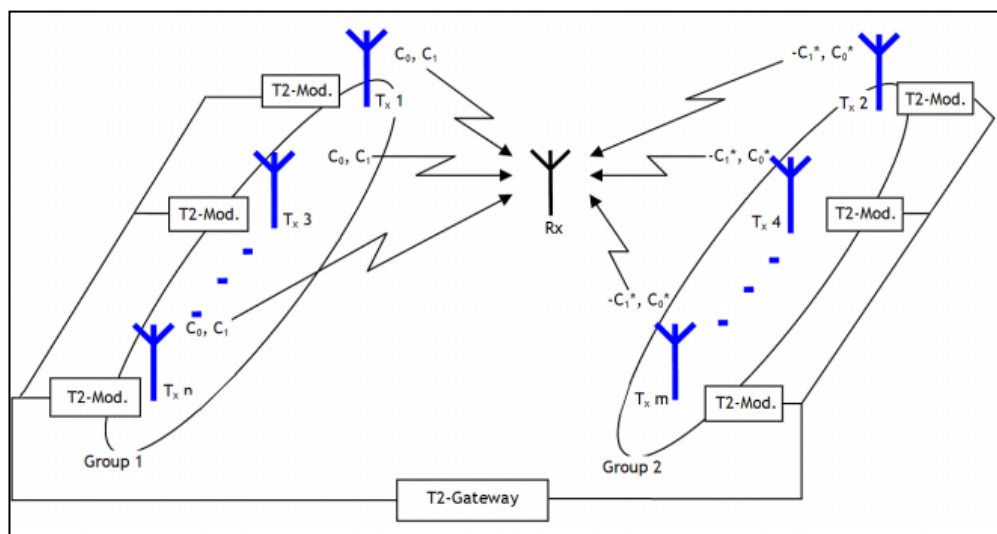 C₀, C₁
-C₁*, C₀*
T2-Mod.
Tₓ 1
Tₓ 2
T2-Mod.
C₀, C₁
-C₁*, C₀*
T2-Mod.
Tₓ 3
Rx
Tₓ 4
T2-Mod.
-C₁*, C₀*
C₀, C₁
T2-Mod.
Tₓ n
Tₓ m
T2-Mod.
Group 1
Group 2
T2-Gateway